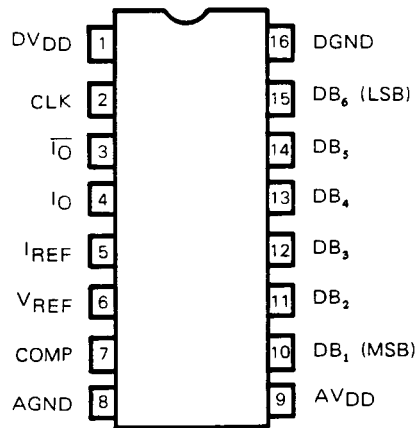 DVDD 1 16 DGND
CLK 2 15 DB₆ (LSB)
I̅O̅ 3 14 DB₅
IO 4 13 DB₄
IREF 5 12 DB₃
VREF 6 11 DB₂
COMP 7 10 DB₁ (MSB)
AGND 8 9 AVDD